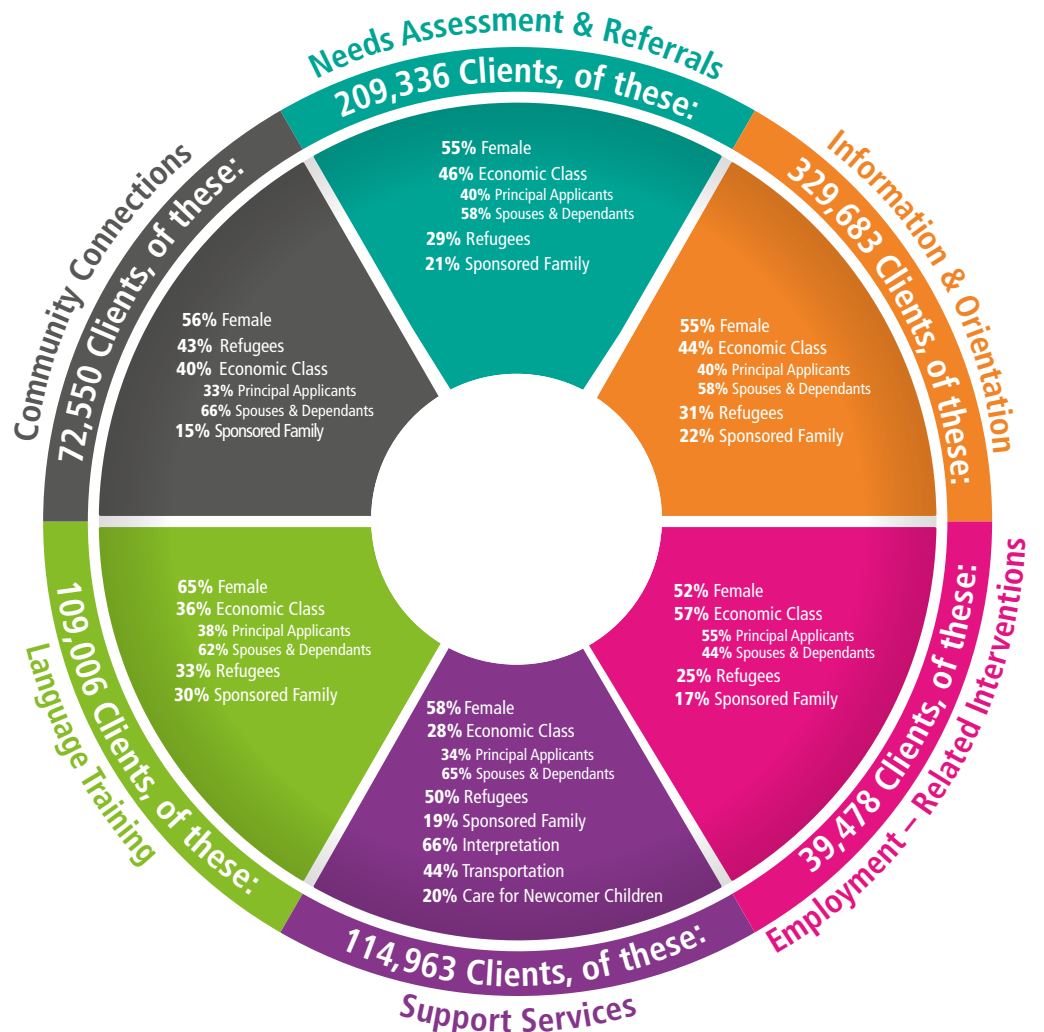 Needs Assessment & Referrals
209,336 Clients, of these:
55% Female
46% Economic Class
40% Principal Applicants
58% Spouses & Dependants
29% Refugees
21% Sponsored Family
Information & Orientation
329,683 Clients, of these:
55% Female
44% Economic Class
40% Principal Applicants
58% Spouses & Dependants
31% Refugees
22% Sponsored Family
Employment – Related Interventions
39,478 Clients, of these:
52% Female
57% Economic Class
55% Principal Applicants
44% Spouses & Dependants
25% Refugees
17% Sponsored Family
Support Services
114,963 Clients, of these:
58% Female
28% Economic Class
34% Principal Applicants
65% Spouses & Dependants
50% Refugees
19% Sponsored Family
66% Interpretation
44% Transportation
20% Care for Newcomer Children
Language Training
109,006 Clients, of these:
65% Female
36% Economic Class
38% Principal Applicants
62% Spouses & Dependants
33% Refugees
30% Sponsored Family
Community Connections
72,550 Clients, of these:
56% Female
43% Refugees
40% Economic Class
33% Principal Applicants
66% Spouses & Dependants
15% Sponsored Family